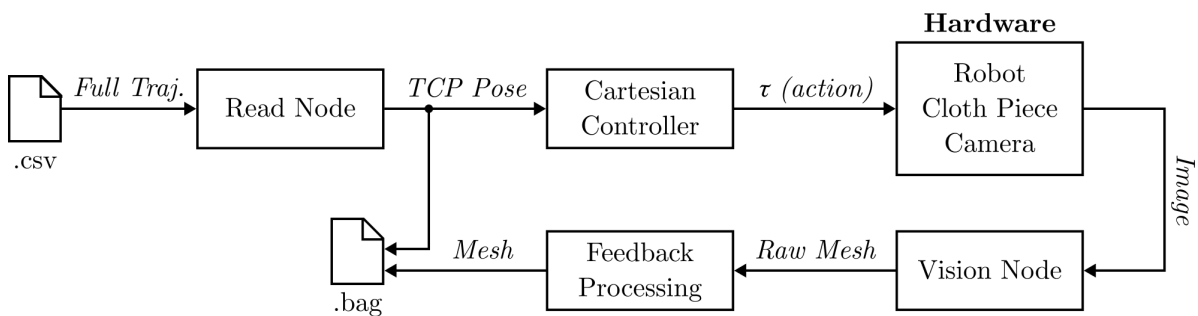 Hardware
Full Traj.
Read Node
TCP Pose
Cartesian
Controller
τ (action)
Robot
Cloth Piece
Camera
.csv
Image
Mesh
Feedback
Processing
Raw Mesh
Vision Node
.bag